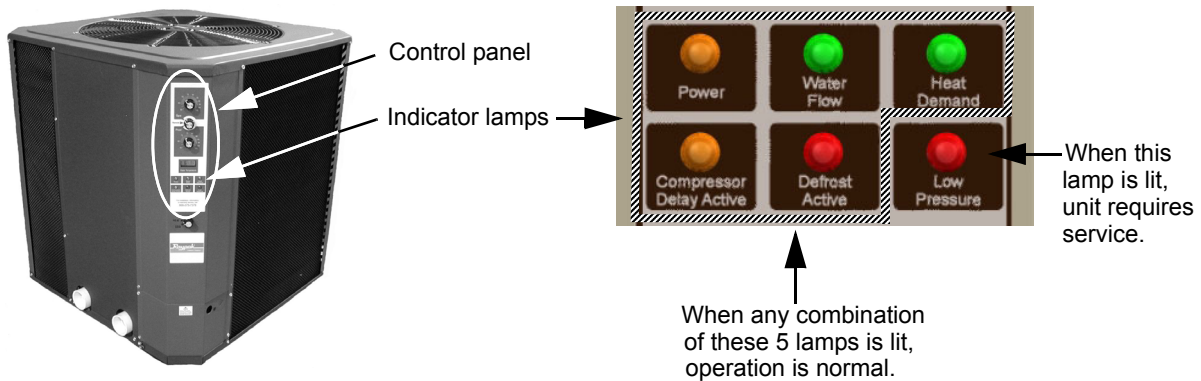 Control panel
Indicator lamps
Power
Water
Flow
Heat
Demand
Compressor
Delay Active
Defrost
Active
Low
Pressure
When this
lamp is lit,
unit requires
service.
When any combination
of these 5 lamps is lit,
operation is normal.
Raypak